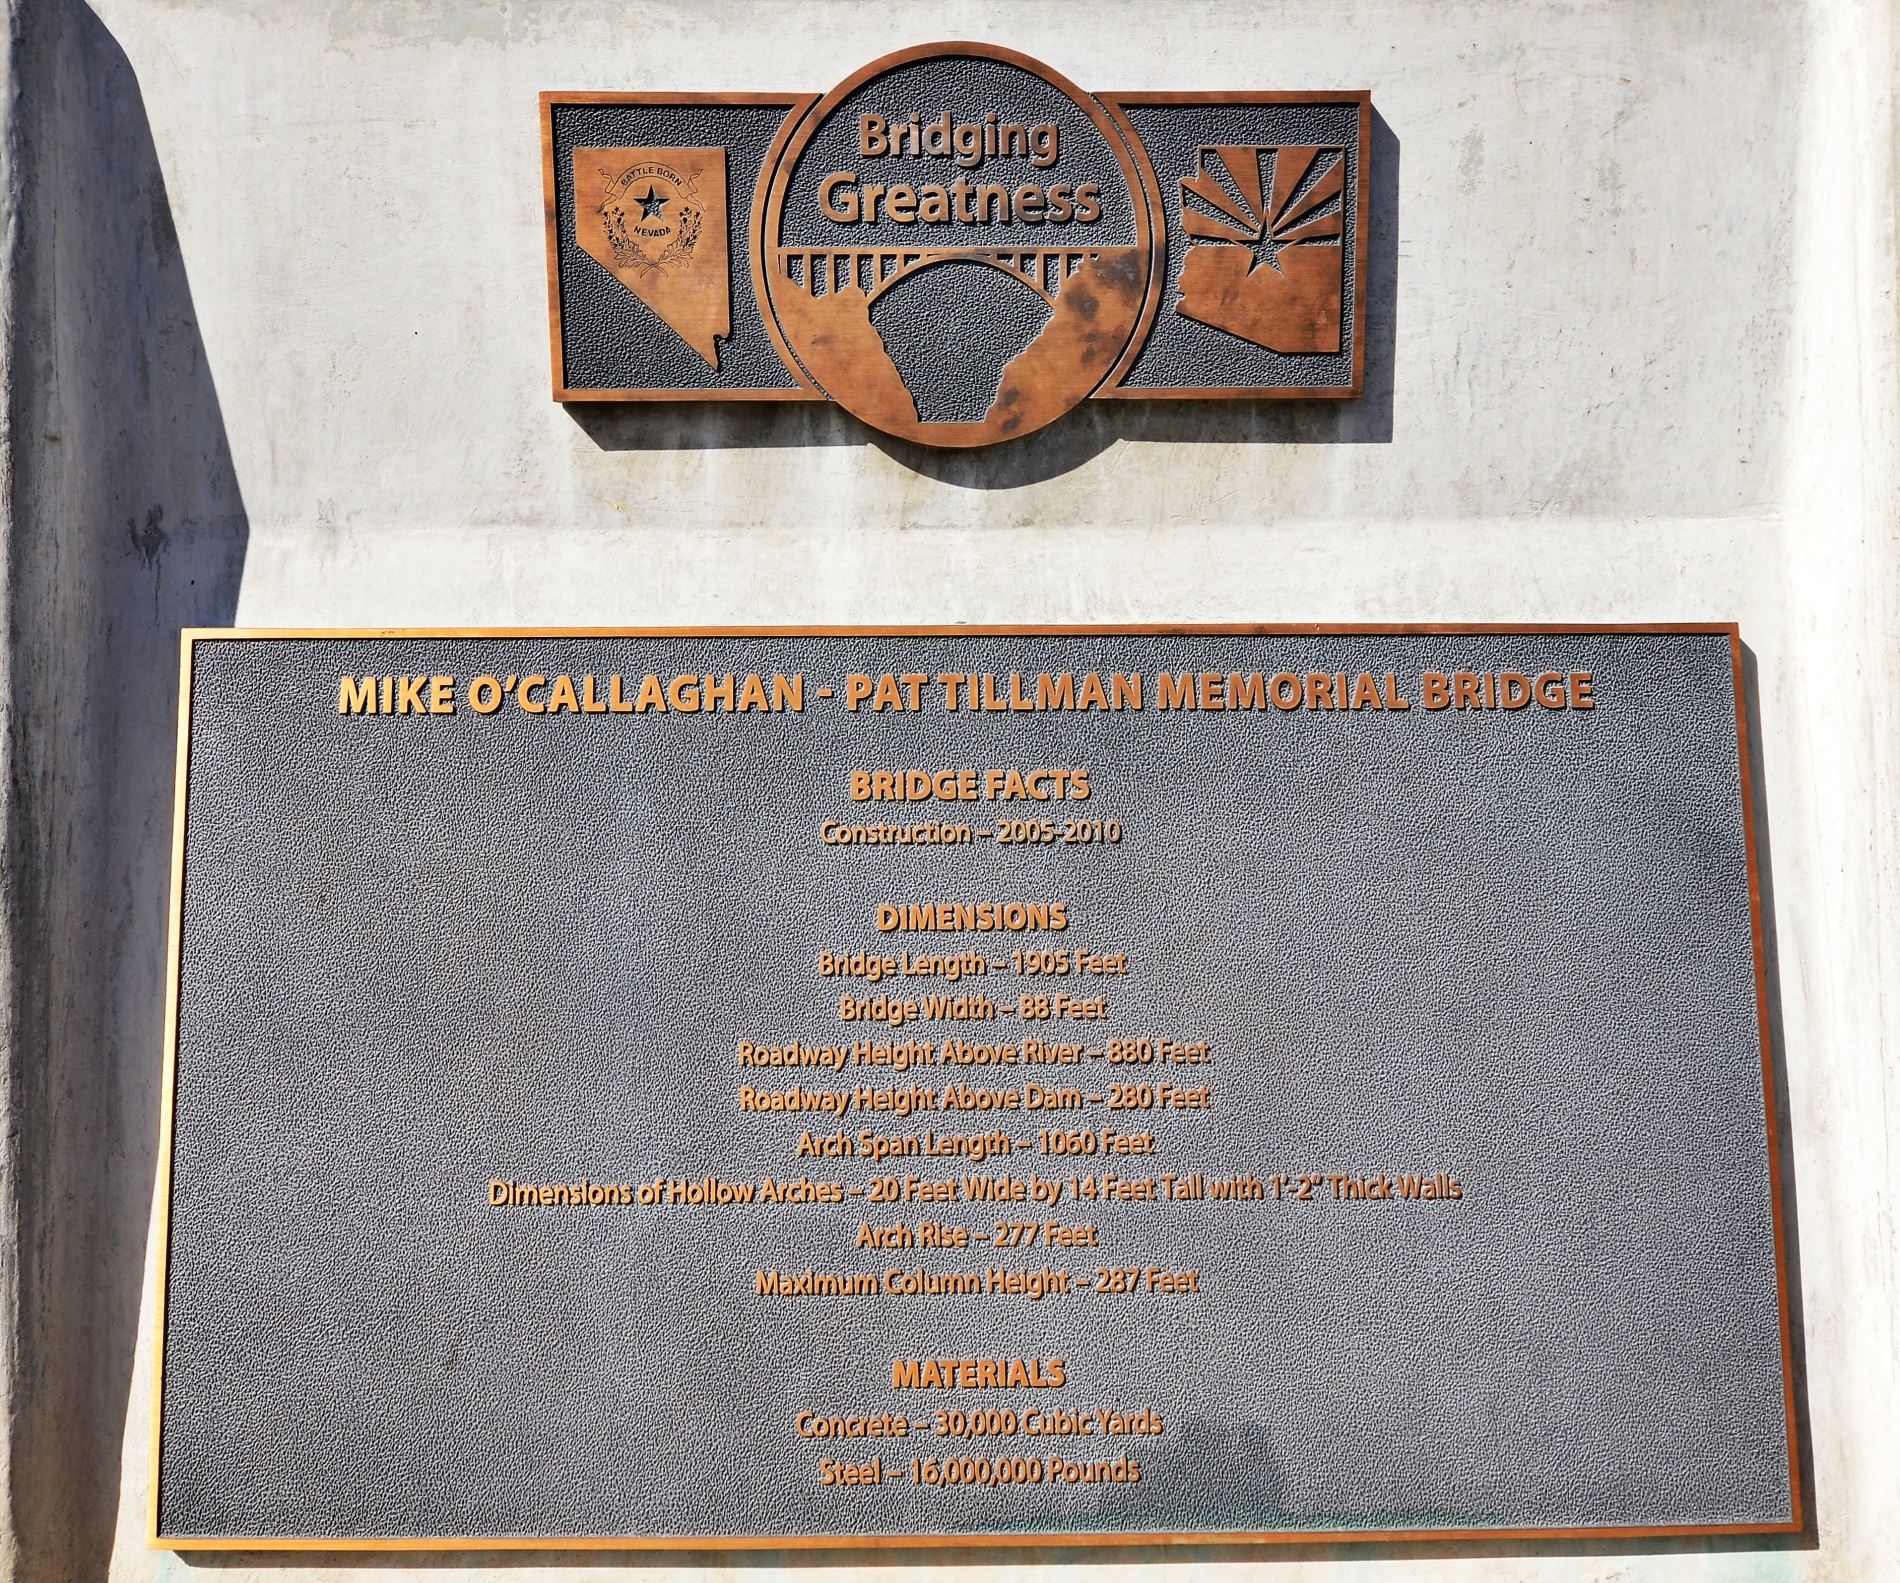 Bridging
Greatness
BATTLE BORN
NEVADA
MIKE O'CALLAGHAN - PAT TILLMAN MEMORIAL BRIDGE
BRIDGE FACTS
Construction – 2005-2010
DIMENSIONS
Bridge Length – 1905 Feet
Bridge Width – 88 Feet
Roadway Height Above River – 880 Feet
Roadway Height Above Dam – 280 Feet
Arch Span Length – 1060 Feet
Dimensions of Hollow Arches – 20 Feet Wide by 14 Feet Tall with 1'-2" Thick Walls
Arch Rise – 277 Feet
Maximum Column Height – 287 Feet
MATERIALS
Concrete – 30,000 Cubic Yards
Steel – 16,000,000 Pounds